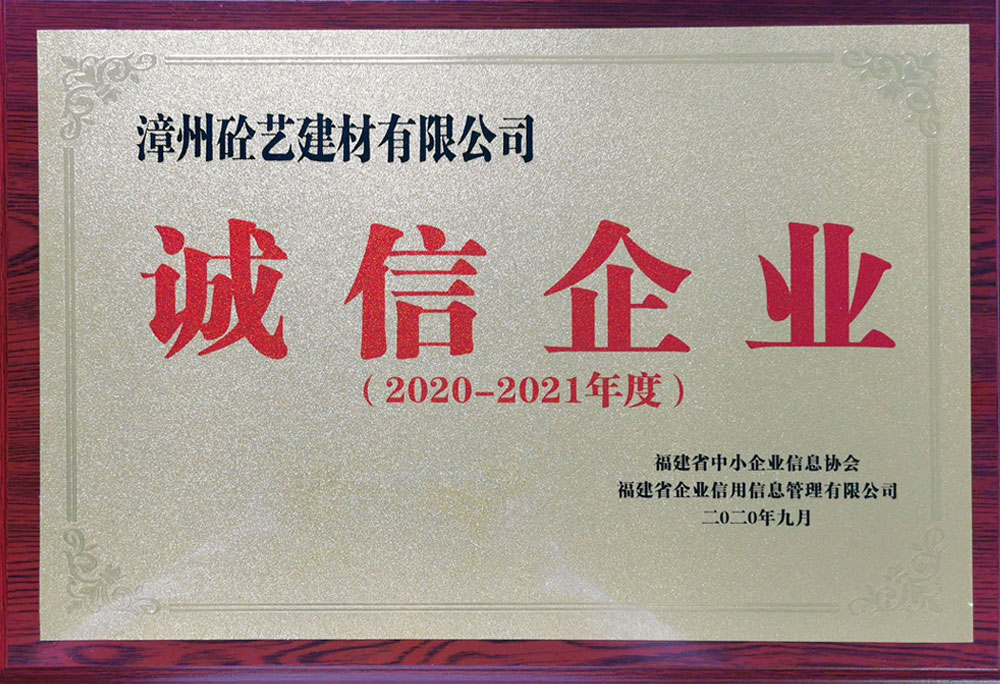 漳州砼艺建材有限公司
诚信企业
（2020-2021年度）
福建省中小企业信息协会
福建省企业信用信息管理有限公司
二0二0年九月